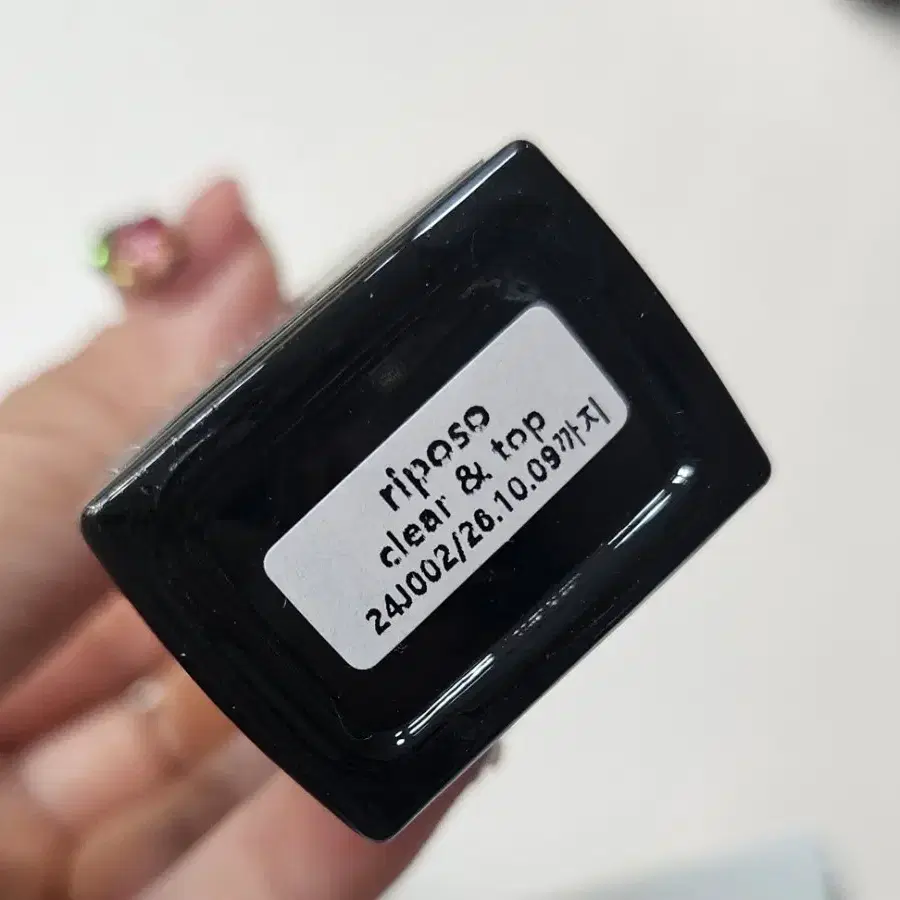 riposo
clear & top
24J002/26.10.09까지